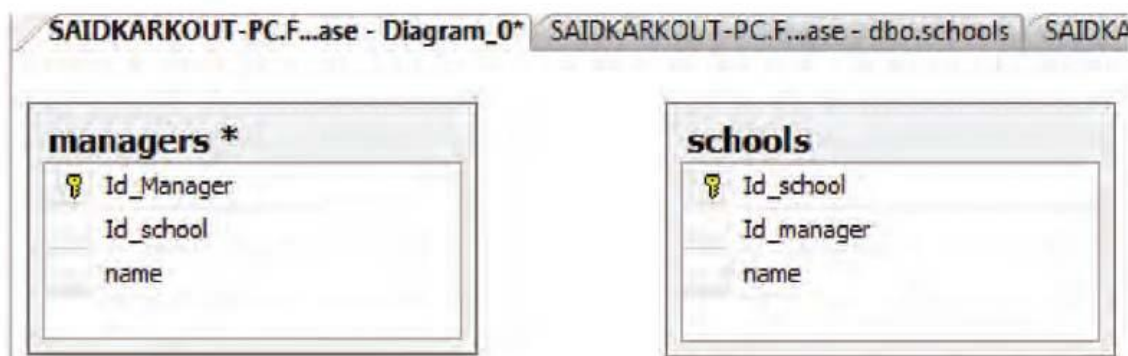 SAIDKARKOUT-PC.F...ase - Diagram_0* SAIDKARKOUT-PC.F...ase - dbo.schools SAIDKA
managers *
Id_Manager
Id_school
name
schools
Id_school
Id_manager
name